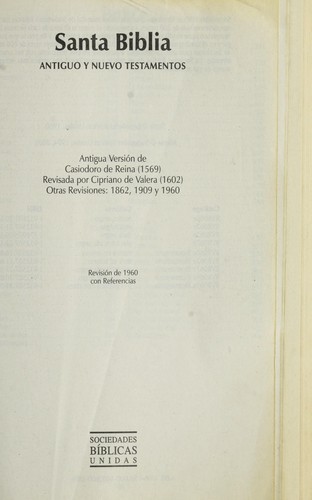 Santa Biblia
ANTIGUO Y NUEVO TESTAMENTOS
Antigua Versión de
Casiodoro de Reina (1569)
Revisada por Cipriano de Valera (1602)
Otras Revisiones: 1862, 1909 y 1960
Revisión de 1960
con Referencias
SOCIEDADES
BÍBLICAS
UNIDAS